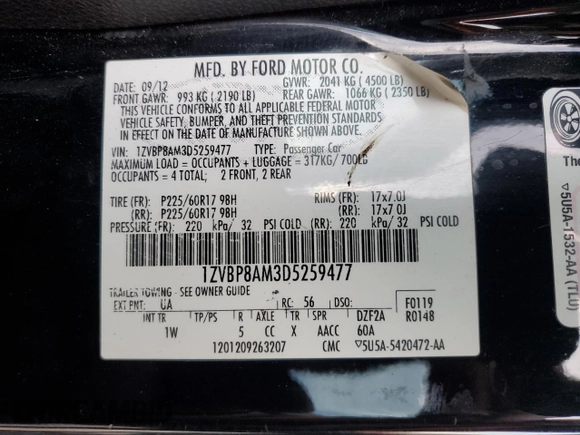 MFD. BY FORD MOTOR CO.
DATE: 09/12 GVWR: 2041 KG ( 4500 LB)
FRONT GAWR: 993 KG ( 2190 LB) REAR GAWR: 1066 KG ( 2350 LB)
THIS VEHICLE CONFORMS TO ALL APPLICABLE FEDERAL MOTOR
VEHICLE SAFETY, BUMPER, AND THEFT PREVENTION STANDARDS
IN EFFECT ON THE DATE OF MANUFACTURE SHOWN ABOVE.
VIN: 1ZVBP8AM3D5259477 TYPE: Passenger Car
MAXIMUM LOAD = OCCUPANTS + LUGGAGE = 317KG/ 700LB
OCCUPANTS = 4 TOTAL; 2 FRONT, 2 REAR
TIRE (FR): P225/60R17 98H RIMS (FR): 17x7.0J
(RR): P225/60R17 98H (RR): 17x7.0J
PRESSURE (FR): 220 kPa/ 32 PSI COLD (RR): 220 kPa/ 32 PSI COLD
1ZVBP8AM3D5259477
TRAILER TOWING - SEE OWNER GUIDE
EXT PNT: UA RC: 56 DSO: F0119
INT TR TP/PS R AXLE TR SPR DZF2A R0148
1W 5 CC X AACC 60A
1201209263207 CMC ▽5U5A-5420472-AA
The
▽5U5A-1532-AA (TLU)